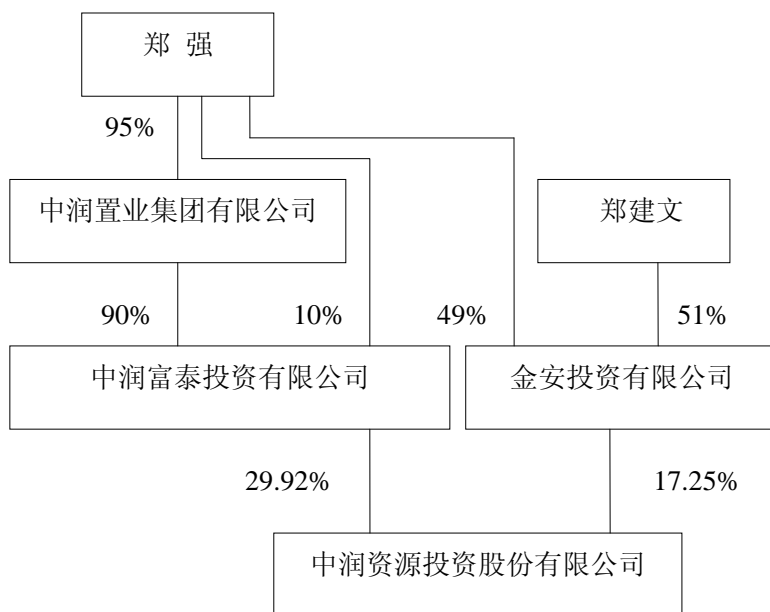 郑 强
95%
中润置业集团有限公司
郑建文
90%
10%
49%
51%
中润富泰投资有限公司
金安投资有限公司
29.92%
17.25%
中润资源投资股份有限公司